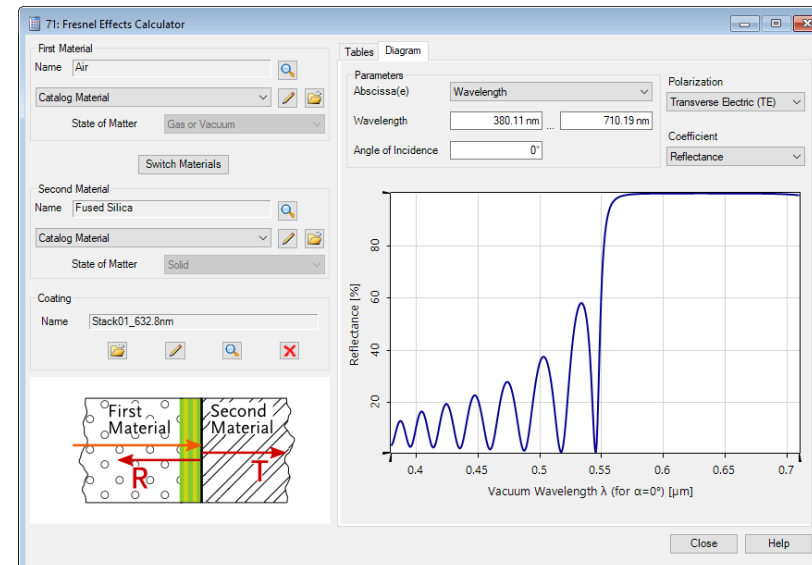 71: Fresnel Effects Calculator
First Material
Name Air
Catalog Material
State of Matter Gas or Vacuum
Switch Materials
Second Material
Name Fused Silica
Catalog Material
State of Matter Solid
Coating
Name Stack01_632.8nm
First Material
Second Material
R
T
Tables Diagram
Parameters
Abscissa(e) Wavelength
Wavelength 380.11 nm ... 710.19 nm
Angle of Incidence 0°
Polarization
Transverse Electric (TE)
Coefficient
Reflectance
Reflectance [%]
80
60
40
20
0.4 0.45 0.5 0.55 0.6 0.65 0.7
Vacuum Wavelength λ (for α=0°) [µm]
Close Help